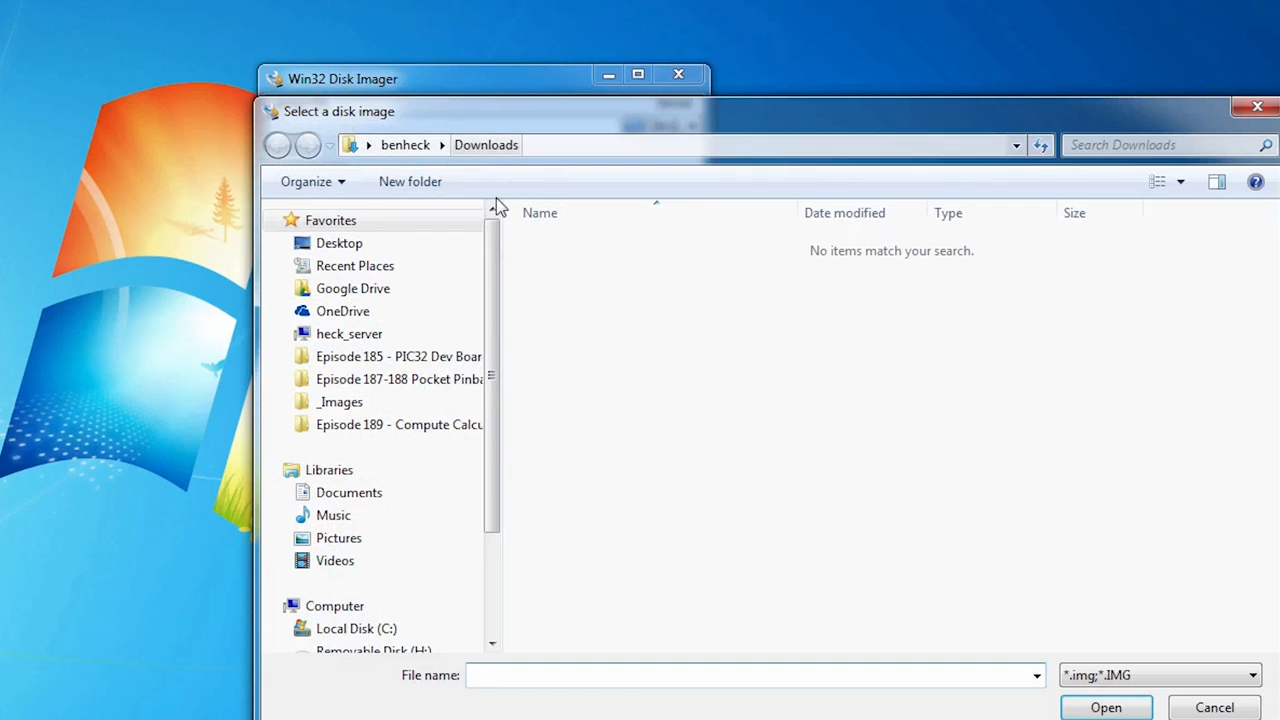 Win32 Disk Imager
Select a disk image
benheck Downloads
Search Downloads
Organize New folder
Name Date modified Type Size
No items match your search.
Favorites
Desktop
Recent Places
Google Drive
OneDrive
heck_server
Episode 185 - PIC32 Dev Boar
Episode 187-188 Pocket Pinba
_Images
Episode 189 - Compute Calcu
Libraries
Documents
Music
Pictures
Videos
Computer
Local Disk (C:)
Removable Disk (H:)
File name: *.img;*.IMG
Open Cancel